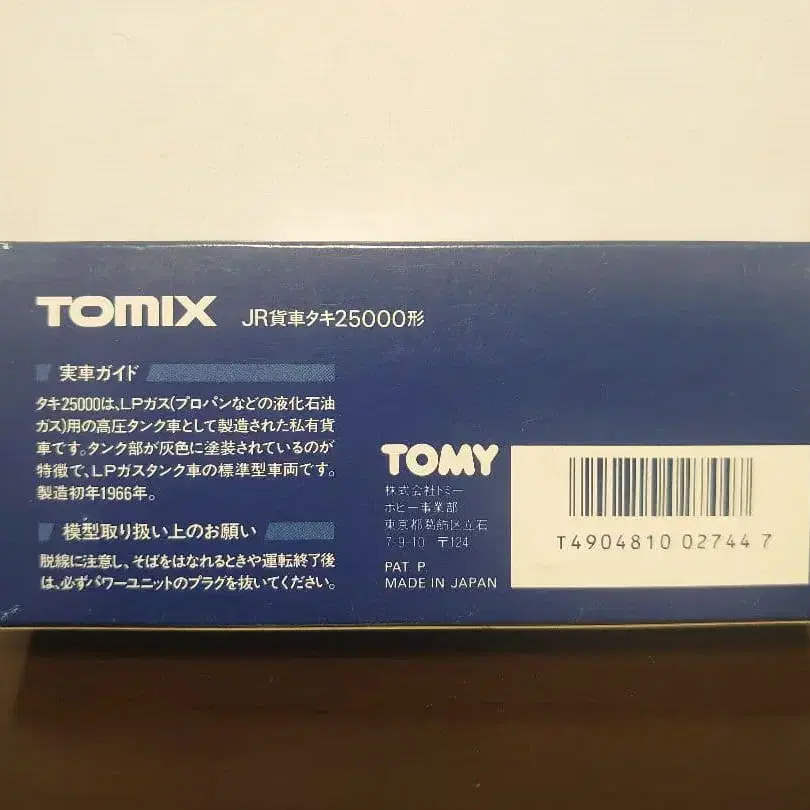 TOMIX JR貨車タキ25000形
実車ガイド
タキ25000は、LPガス(プロパンなどの液化石油
ガス)用の高圧タンク車として製造された私有貨
車です。タンク部が灰色に塗装されているのが
特徴で、LPガスタンク車の標準型車両です。
製造初年1966年。
模型取り扱い上のお願い
脱線に注意し、そばをはなれるときや運転終了後
は、必ずパワーユニットのプラグを抜いてください。
TOMY
株式会社トミー
ホビー事業部
東京都葛飾区立石
7-9-10 〒124
PAT. P.
MADE IN JAPAN
T4904810 02744 7